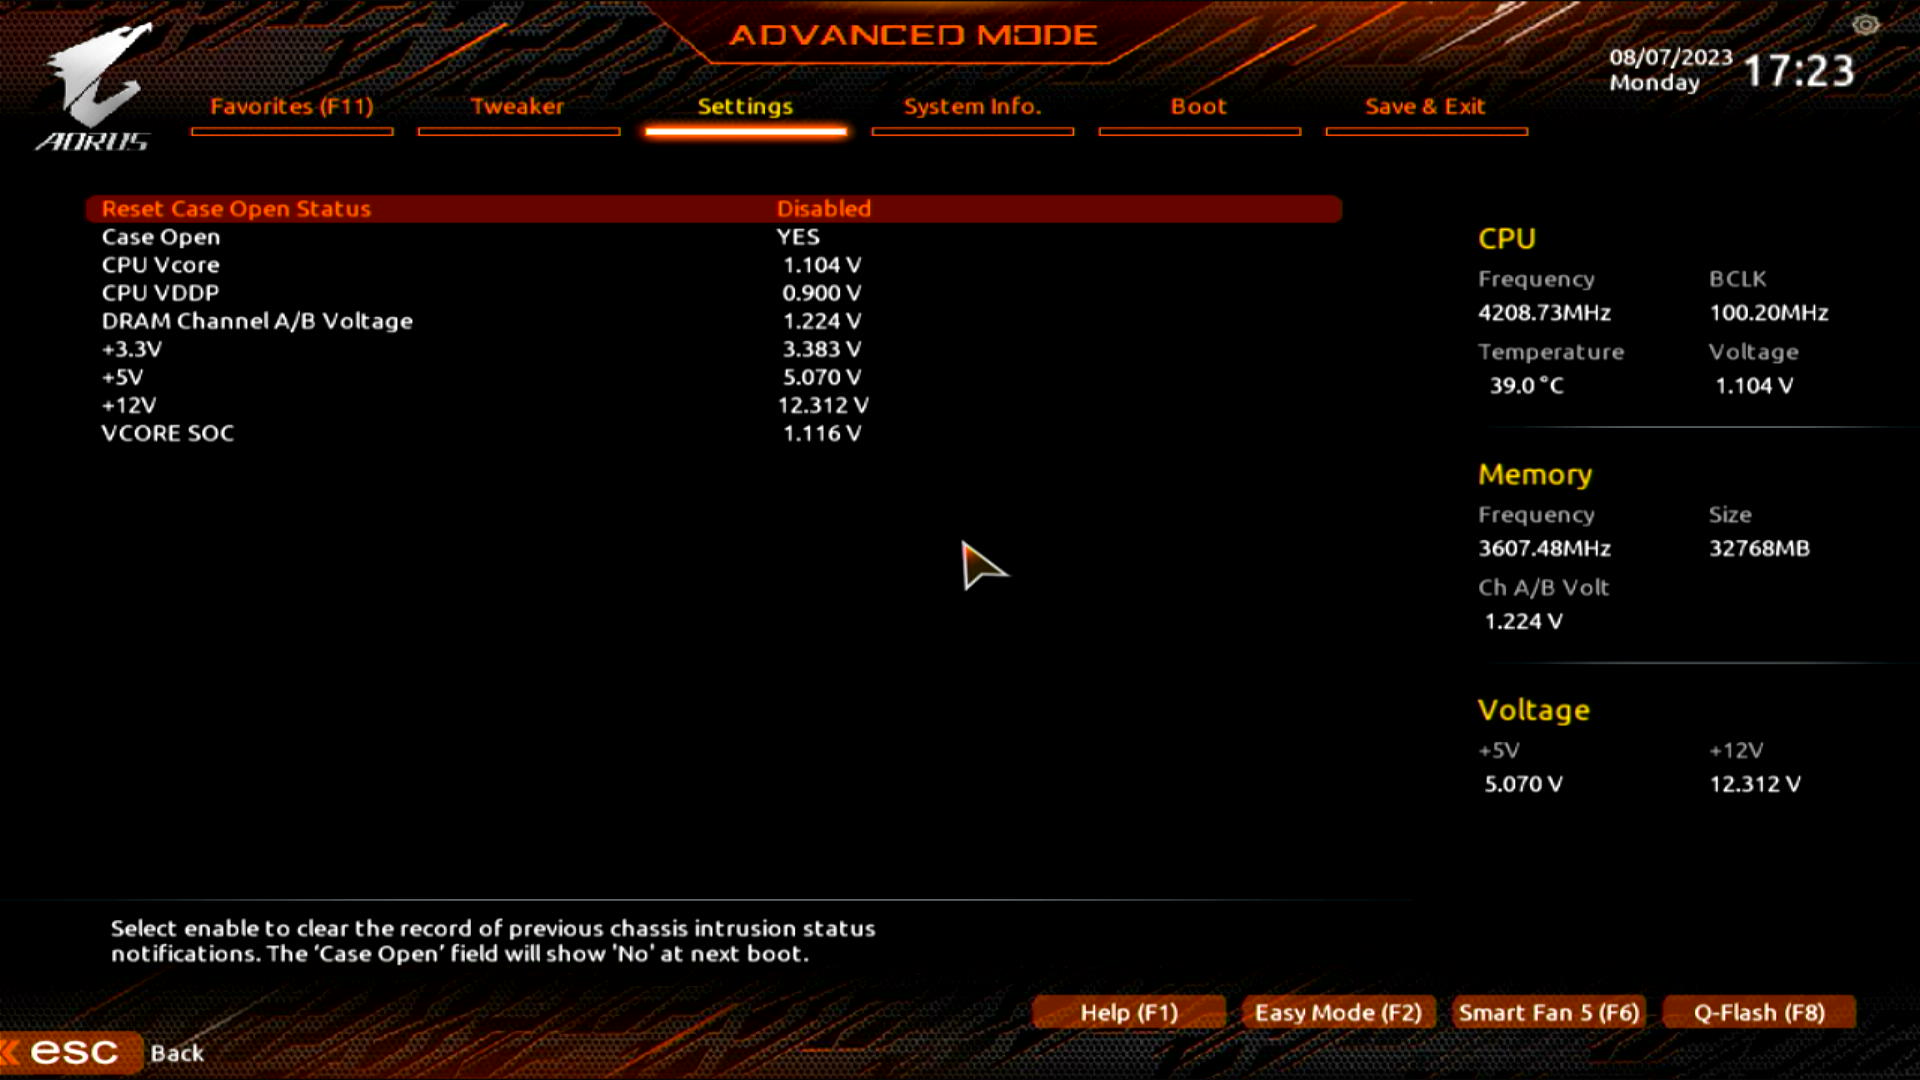 ADVANCED MODE
08/07/2023
Monday
17:23
AORUS
Favorites (F11)
Tweaker
Settings
System Info.
Boot
Save & Exit
Reset Case Open Status Disabled
Case Open YES
CPU Vcore 1.104 V
CPU VDDP 0.900 V
DRAM Channel A/B Voltage 1.224 V
+3.3V 3.383 V
+5V 5.070 V
+12V 12.312 V
VCORE SOC 1.116 V
CPU
Frequency BCLK
4208.73MHz 100.20MHz
Temperature Voltage
39.0 °C 1.104 V
Memory
Frequency Size
3607.48MHz 32768MB
Ch A/B Volt
1.224 V
Voltage
+5V +12V
5.070 V 12.312 V
Select enable to clear the record of previous chassis intrusion status
notifications. The ‘Case Open’ field will show 'No' at next boot.
Help (F1)
Easy Mode (F2)
Smart Fan 5 (F6)
Q-Flash (F8)
esc Back